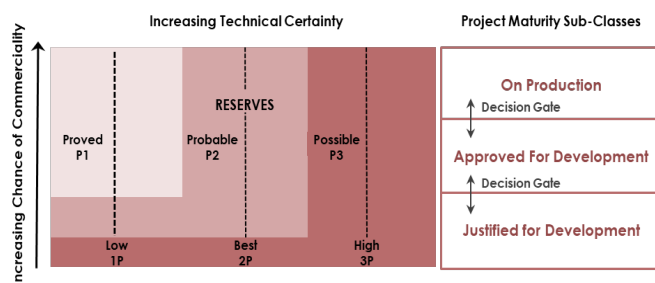 Increasing Technical Certainty
Project Maturity Sub-Classes
ncreasing Chance of Commerciality
RESERVES
Proved
P1
Probable
P2
Possible
P3
Low
1P
Best
2P
High
3P
On Production
Decision Gate
Approved For Development
Decision Gate
Justified for Development